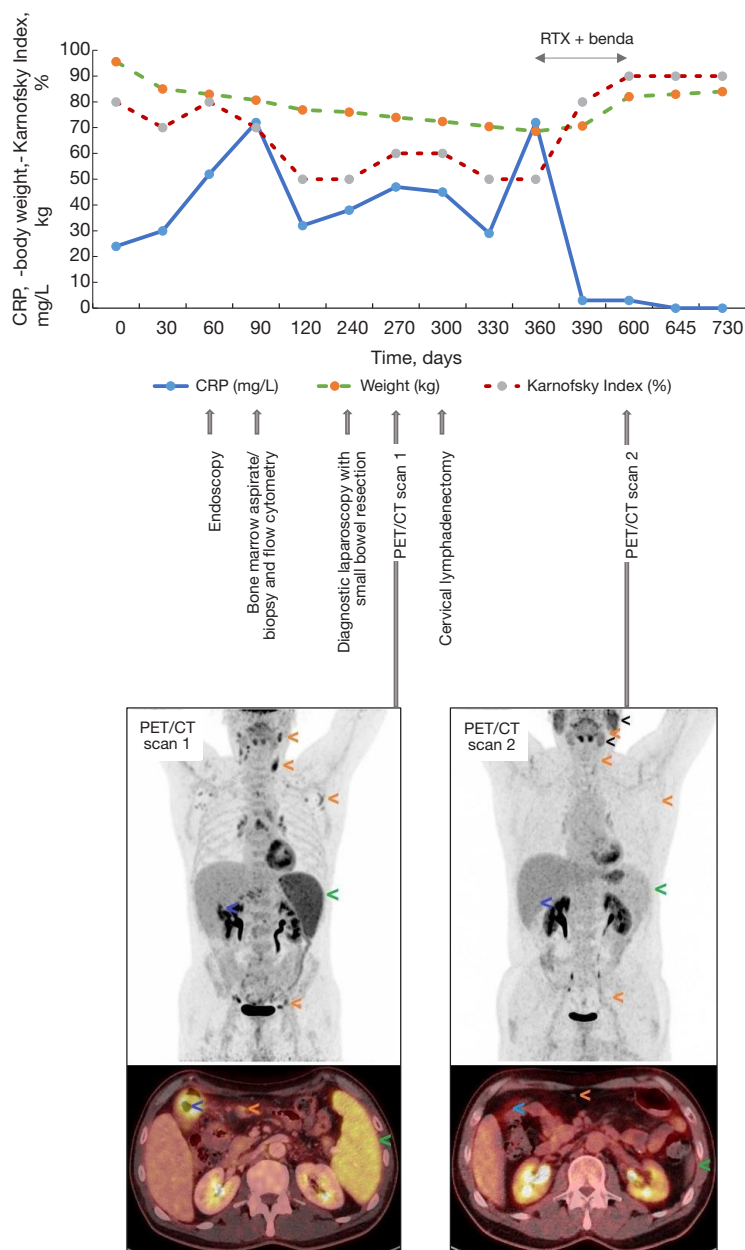 RTX + benda
CRP, -body weight,- Karnofsky Index,
mg/L kg %
100
90
80
70
60
50
40
30
20
10
0
0 30 60 90 120 240 270 300 330 360 390 600 645 730
Time, days
CRP (mg/L) Weight (kg) Karnofsky Index (%)
Endoscopy
Bone marrow aspirate/
biopsy and flow cytometry
Diagnostic laparoscopy with
small bowel resection
PET/CT scan 1
Cervical lymphadenectomy
PET/CT scan 2
PET/CT
scan 1
PET/CT
scan 2